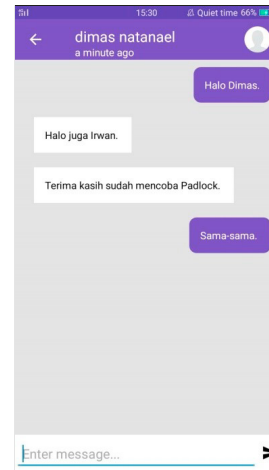 15:30 Quiet time 66%
dimas natanael
a minute ago
Halo Dimas.
Halo juga Irwan.
Terima kasih sudah mencoba Padlock.
Sama-sama.
Enter message...